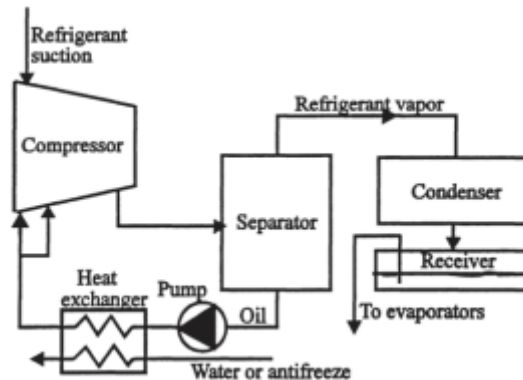 Refrigerant
suction
Refrigerant vapor
Compressor
Condenser
Separator
Receiver
Heat
exchanger
Pump
Oil
To evaporators
Water or antifreeze